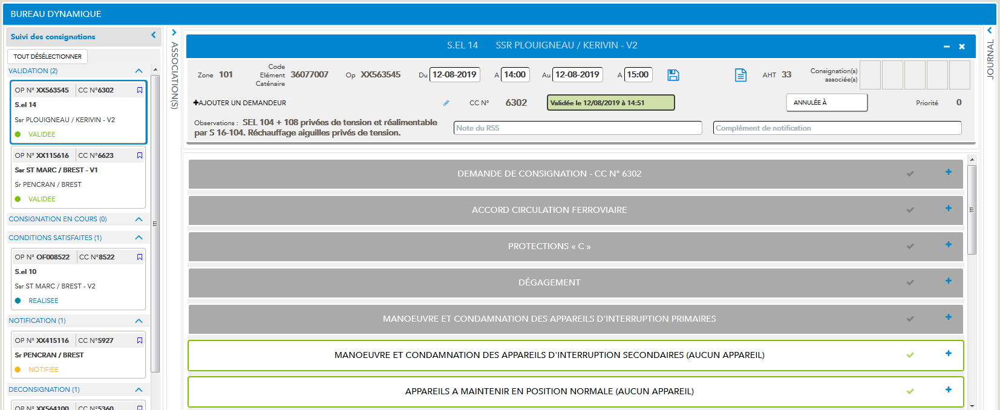 BUREAU DYNAMIQUE
Suivi des consignations
TOUT DÉSÉLECTIONNER
VALIDATION (2)
OP N° XX563545 CC N°6302
S.el 14
Ssr PLOUIGNEAU / KERIVIN - V2
VALIDEE
OP N° XX115616 CC N°6623
Ssr ST MARC / BREST - V1
Sr PENCRAN / BREST
VALIDEE
CONSIGNATION EN COURS (0)
CONDITIONS SATISFAITES (1)
OP N° OF008522 CC N°8522
S.el 10
Ssr ST MARC / BREST - V2
REALISEE
NOTIFICATION (1)
OP N° XX415116 CC N°5927
Sr PENCRAN / BREST
NOTIFIEE
DECONSIGNATION (1)
OP N° XX564100 CC N°5360
ASSOCIATION(S)
S.EL 14 SSR PLOUIGNEAU / KERIVIN - V2
Zone 101
Code
Elément
Caténaire
36077007
Op XX563545
Du 12-08-2019 A 14:00 Au 12-08-2019 A 15:00
AHT 33
Consignation(s)
associée(s)
+AJOUTER UN DEMANDEUR
CC N° 6302
Validée le 12/08/2019 à 14:51
ANNULÉE À
Priorité 0
Observations : SEL 104 + 108 privées de tension et réalimentable
par S 16-104. Réchauffage aiguilles privés de tension.
Note du RSS
Complément de notification
DEMANDE DE CONSIGNATION - CC N° 6302
ACCORD CIRCULATION FERROVIAIRE
PROTECTIONS « C »
DÉGAGEMENT
MANOEUVRE ET CONDAMNATION DES APPAREILS D'INTERRUPTION PRIMAIRES
MANOEUVRE ET CONDAMNATION DES APPAREILS D'INTERRUPTION SECONDAIRES (AUCUN APPAREIL)
APPAREILS A MAINTENIR EN POSITION NORMALE (AUCUN APPAREIL)
JOURNAL